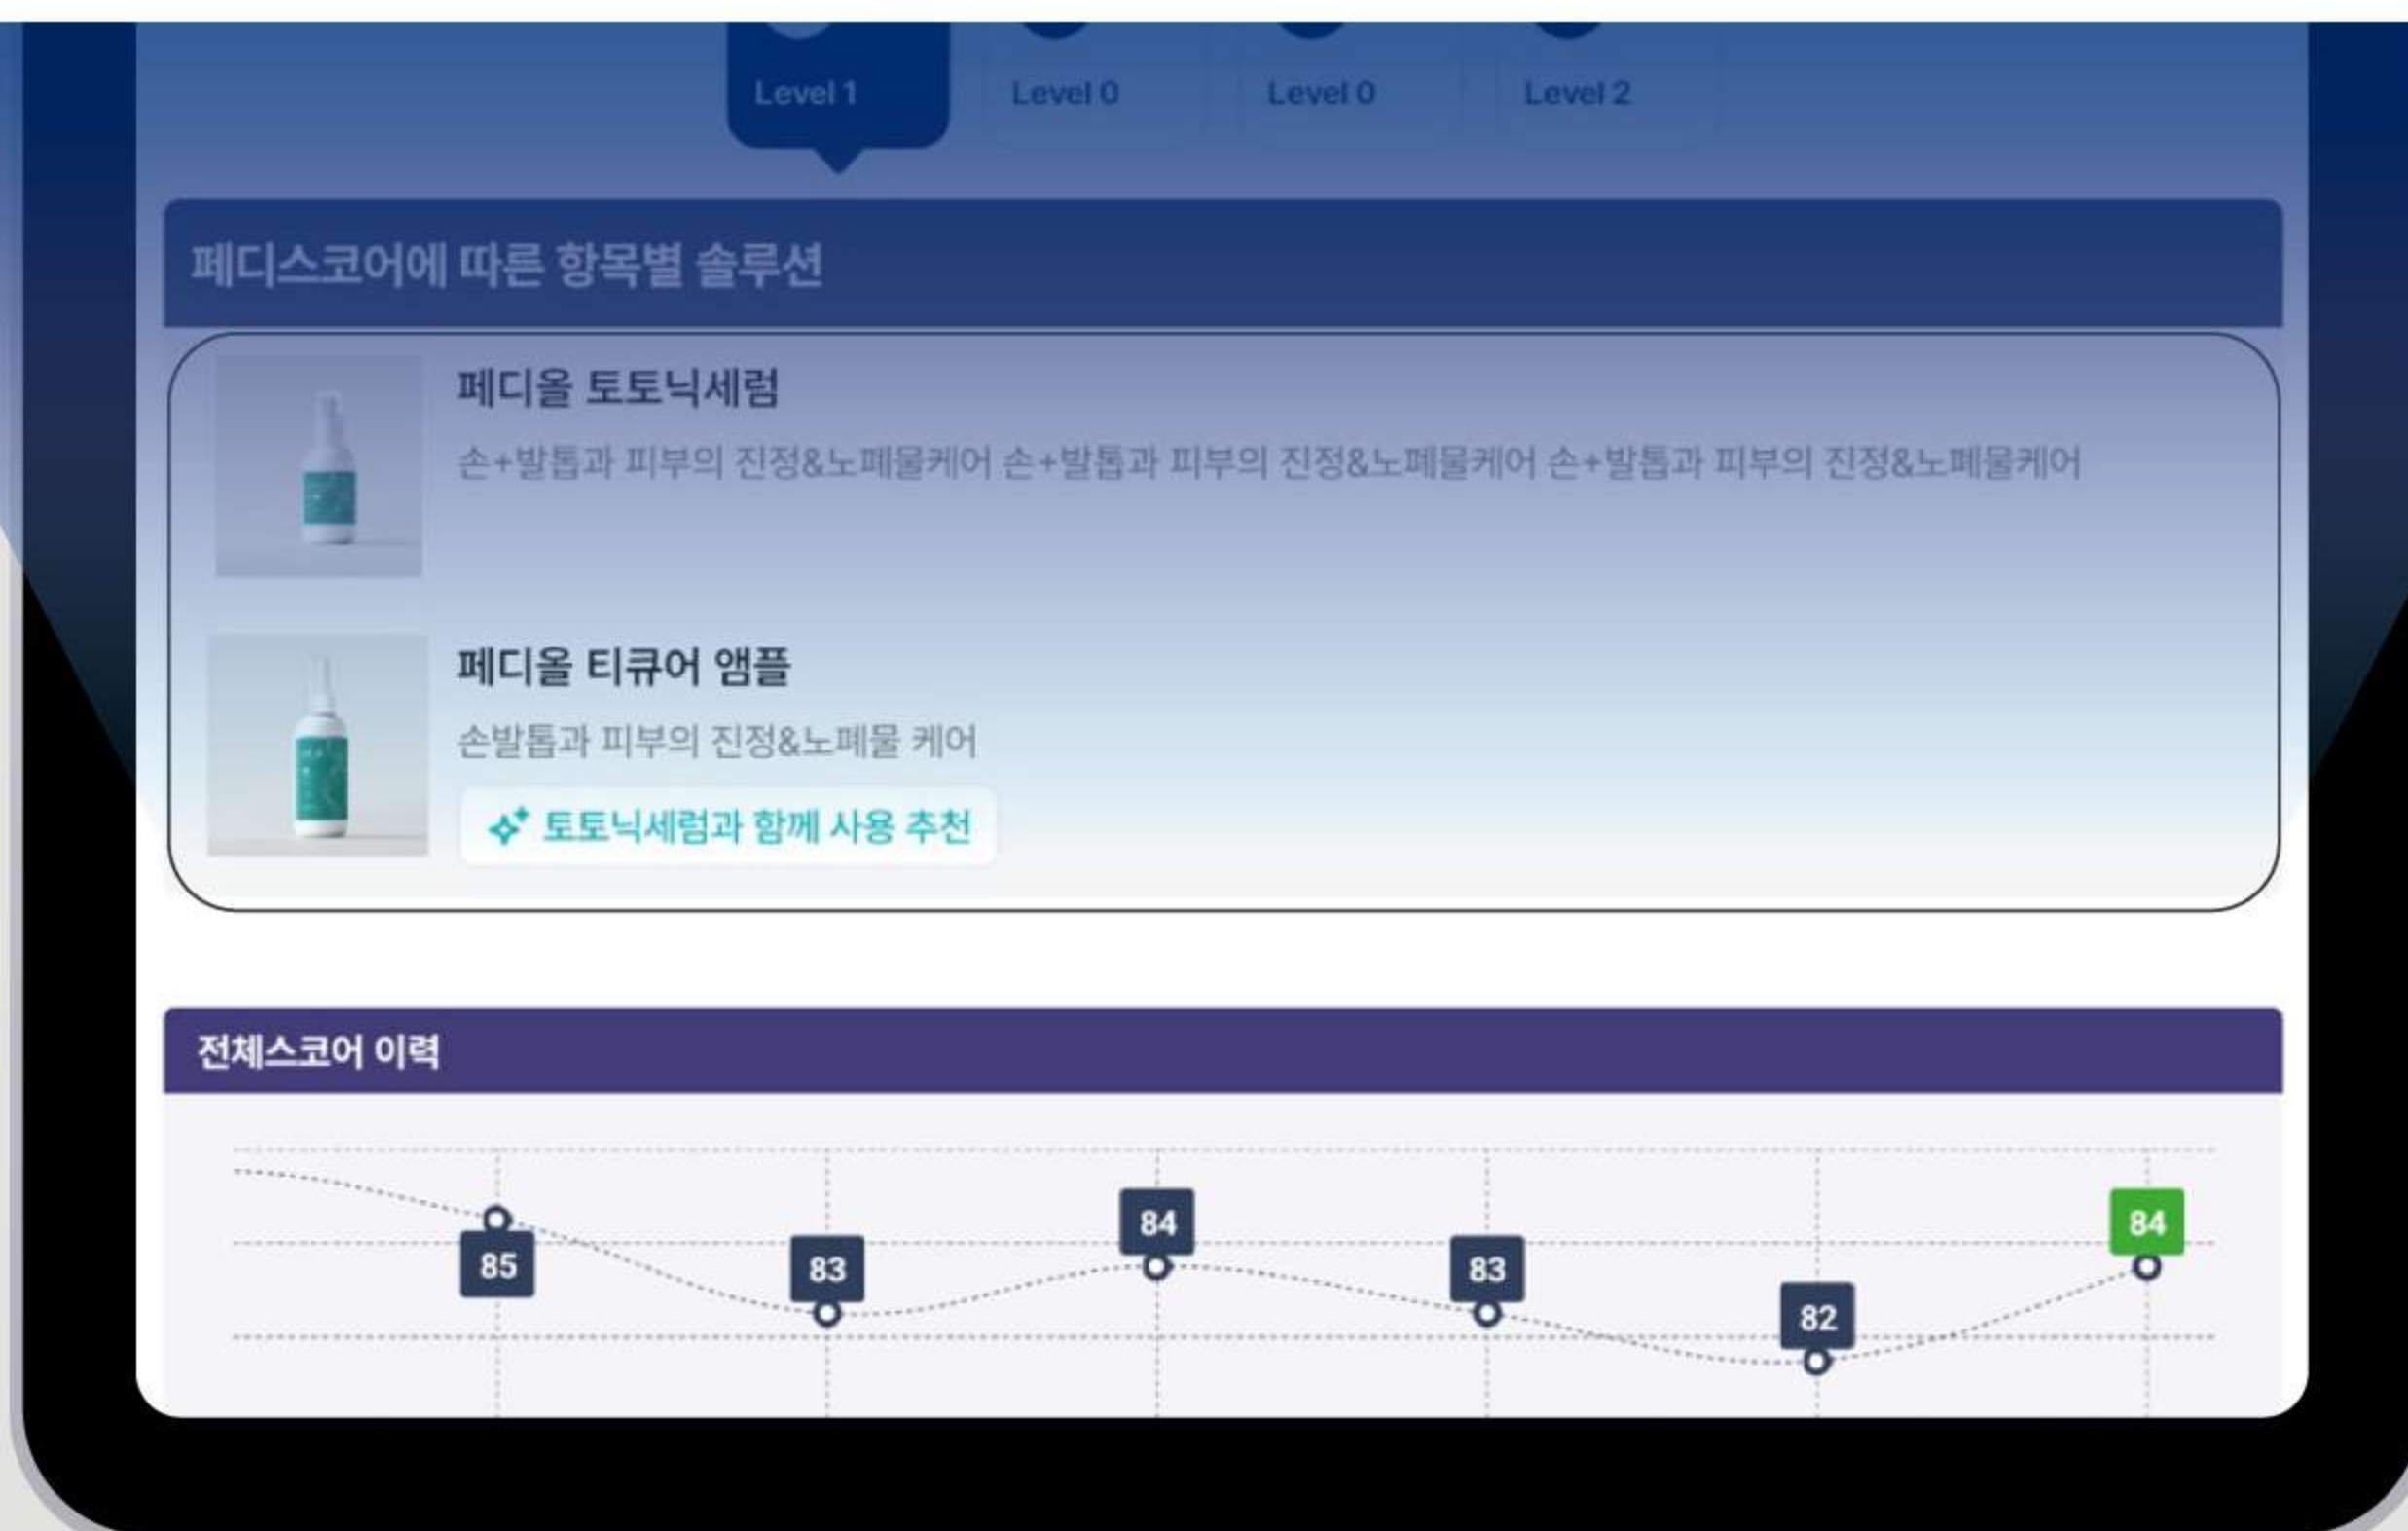 Level 1
Level 0
Level 0
Level 2
페디스코어에 따른 항목별 솔루션
페디올 토토닉세럼
손+발톱과 피부의 진정&노폐물케어 손+발톱과 피부의 진정&노폐물케어 손+발톱과 피부의 진정&노폐물케어
페디올 티큐어 앰플
손발톱과 피부의 진정&노폐물 케어
토토닉세럼과 함께 사용 추천
전체스코어 이력
85
83
84
83
82
84